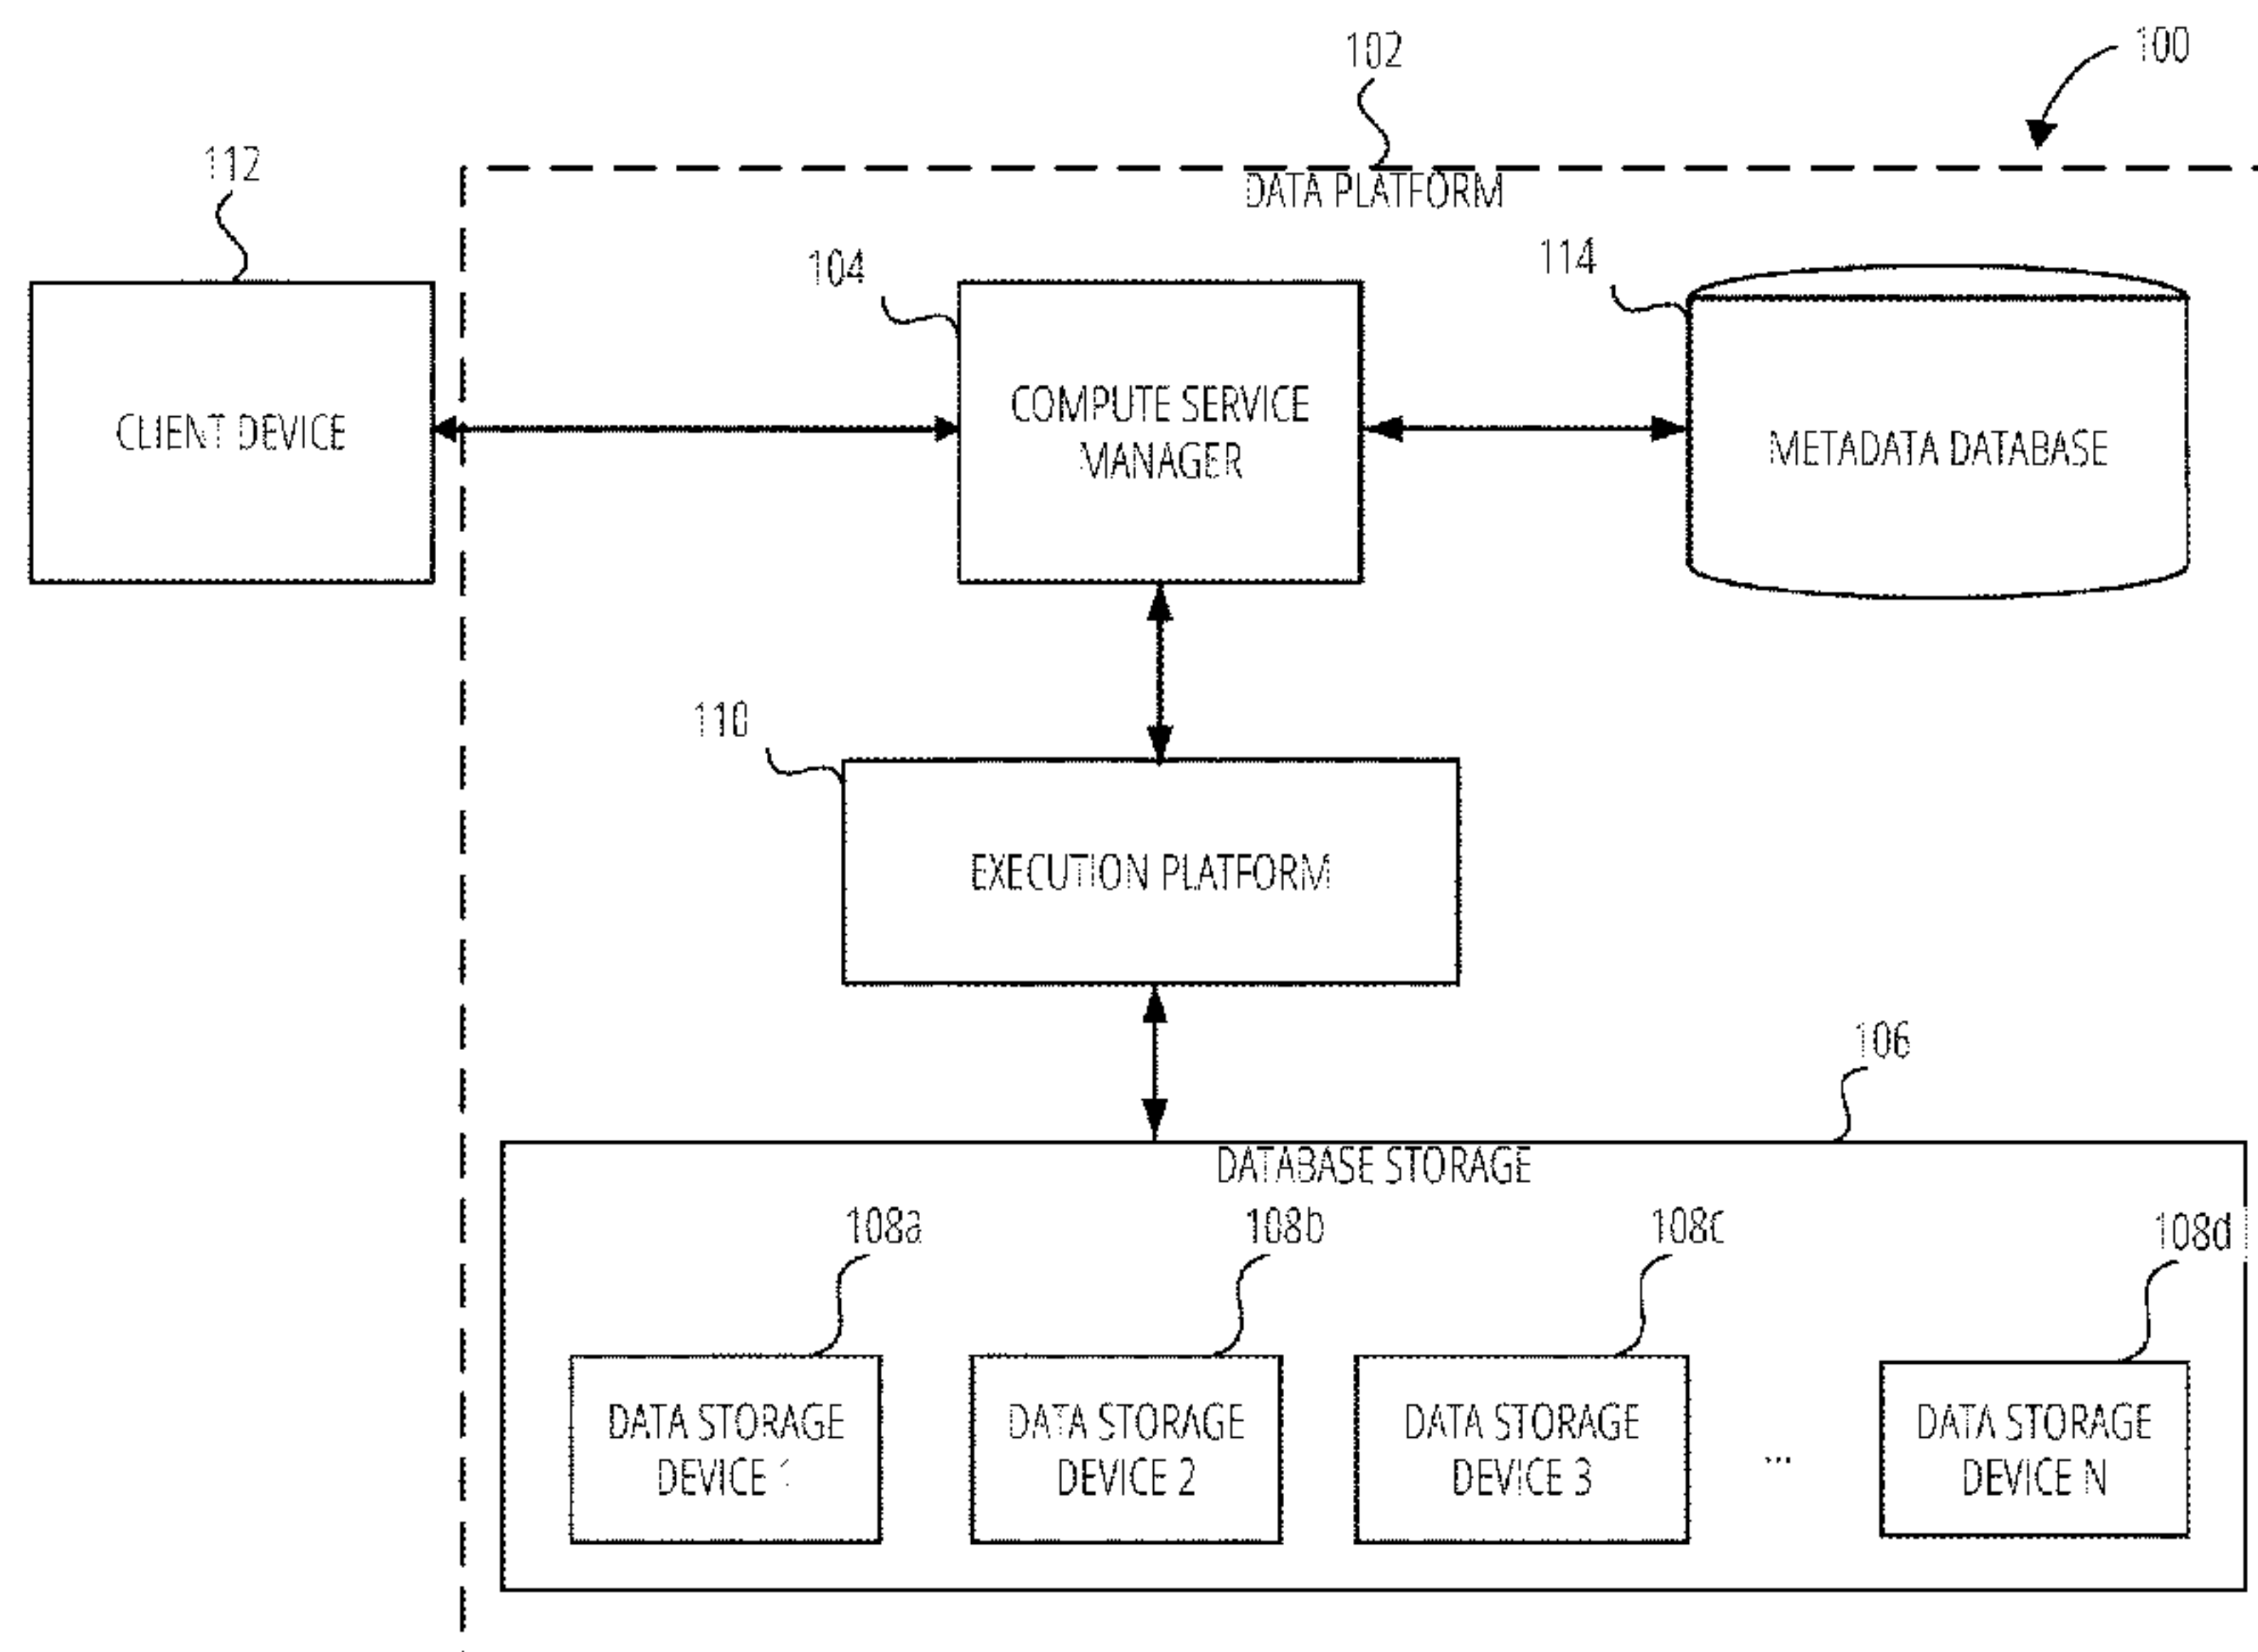 102
100
112
DATA PLATFORM
104
114
CLIENT DEVICE
COMPUTE SERVICE
MANAGER
METADATA DATABASE
110
EXECUTION PLATFORM
106
DATABASE STORAGE
108a
108b
108c
108d
DATA STORAGE
DEVICE 1
DATA STORAGE
DEVICE 2
DATA STORAGE
DEVICE 3
...
DATA STORAGE
DEVICE N